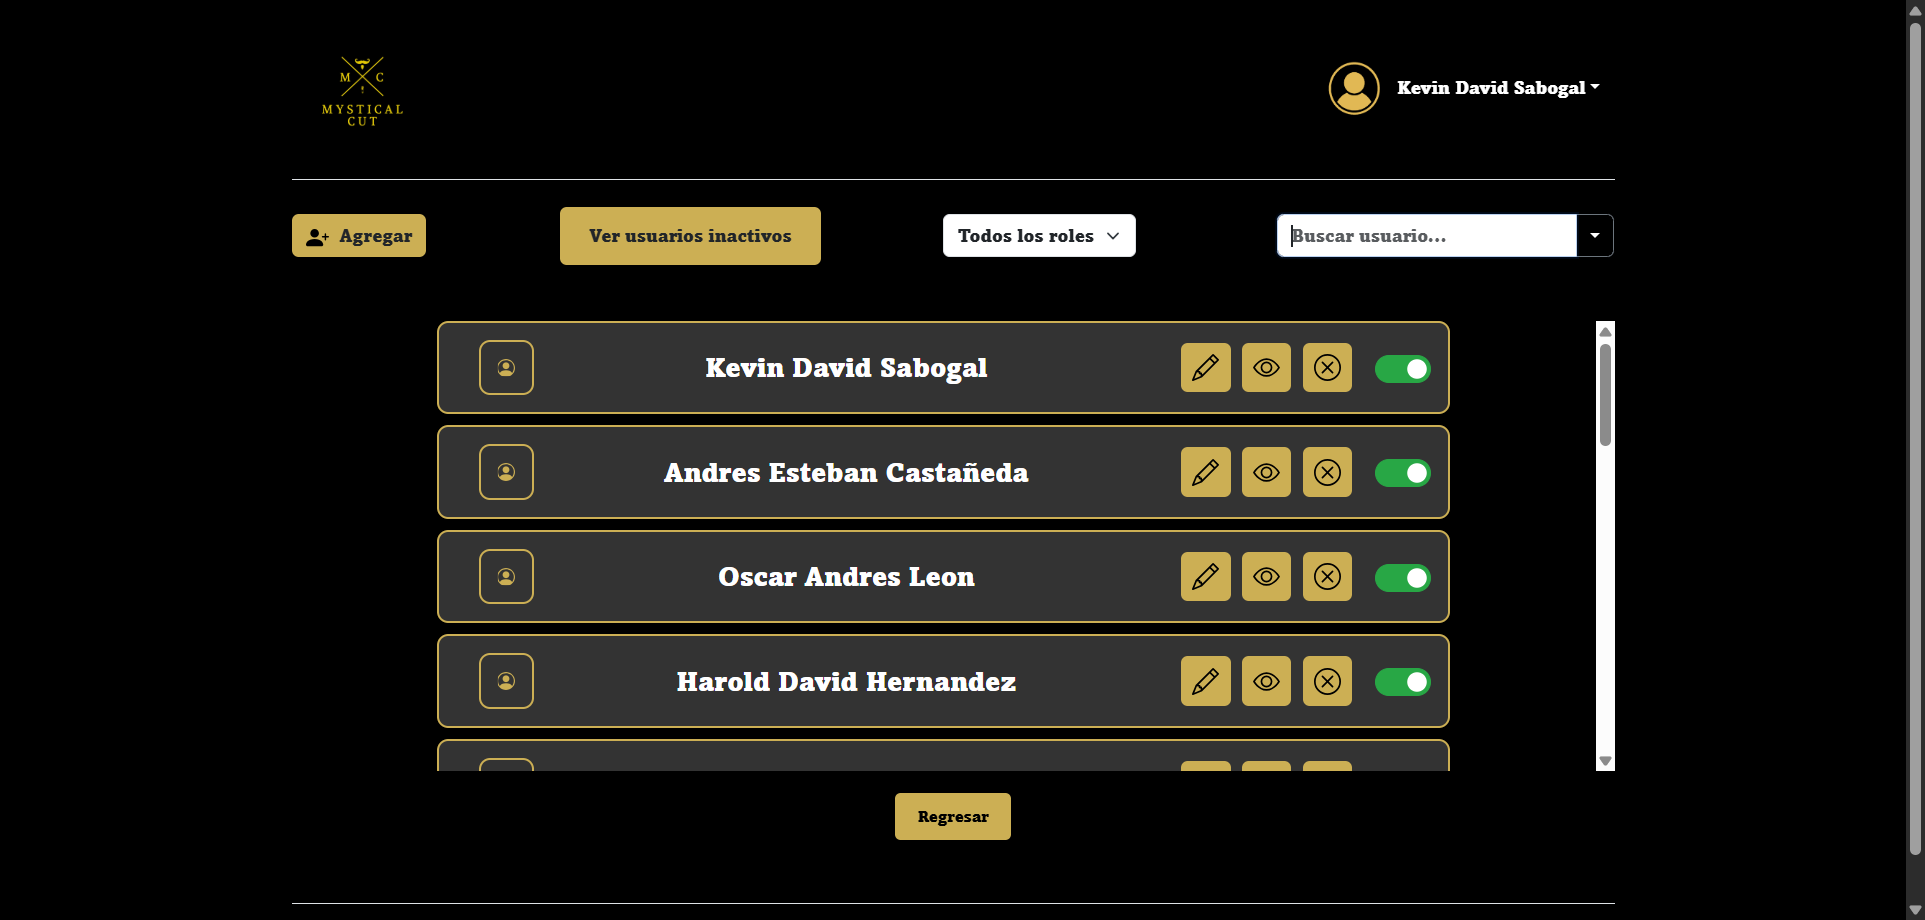 M C
MYSTICAL
CUT
Kevin David Sabogal
Agregar
Ver usuarios inactivos
Todos los roles
Buscar usuario...
Kevin David Sabogal
Andres Esteban Castañeda
Oscar Andres Leon
Harold David Hernandez
Regresar